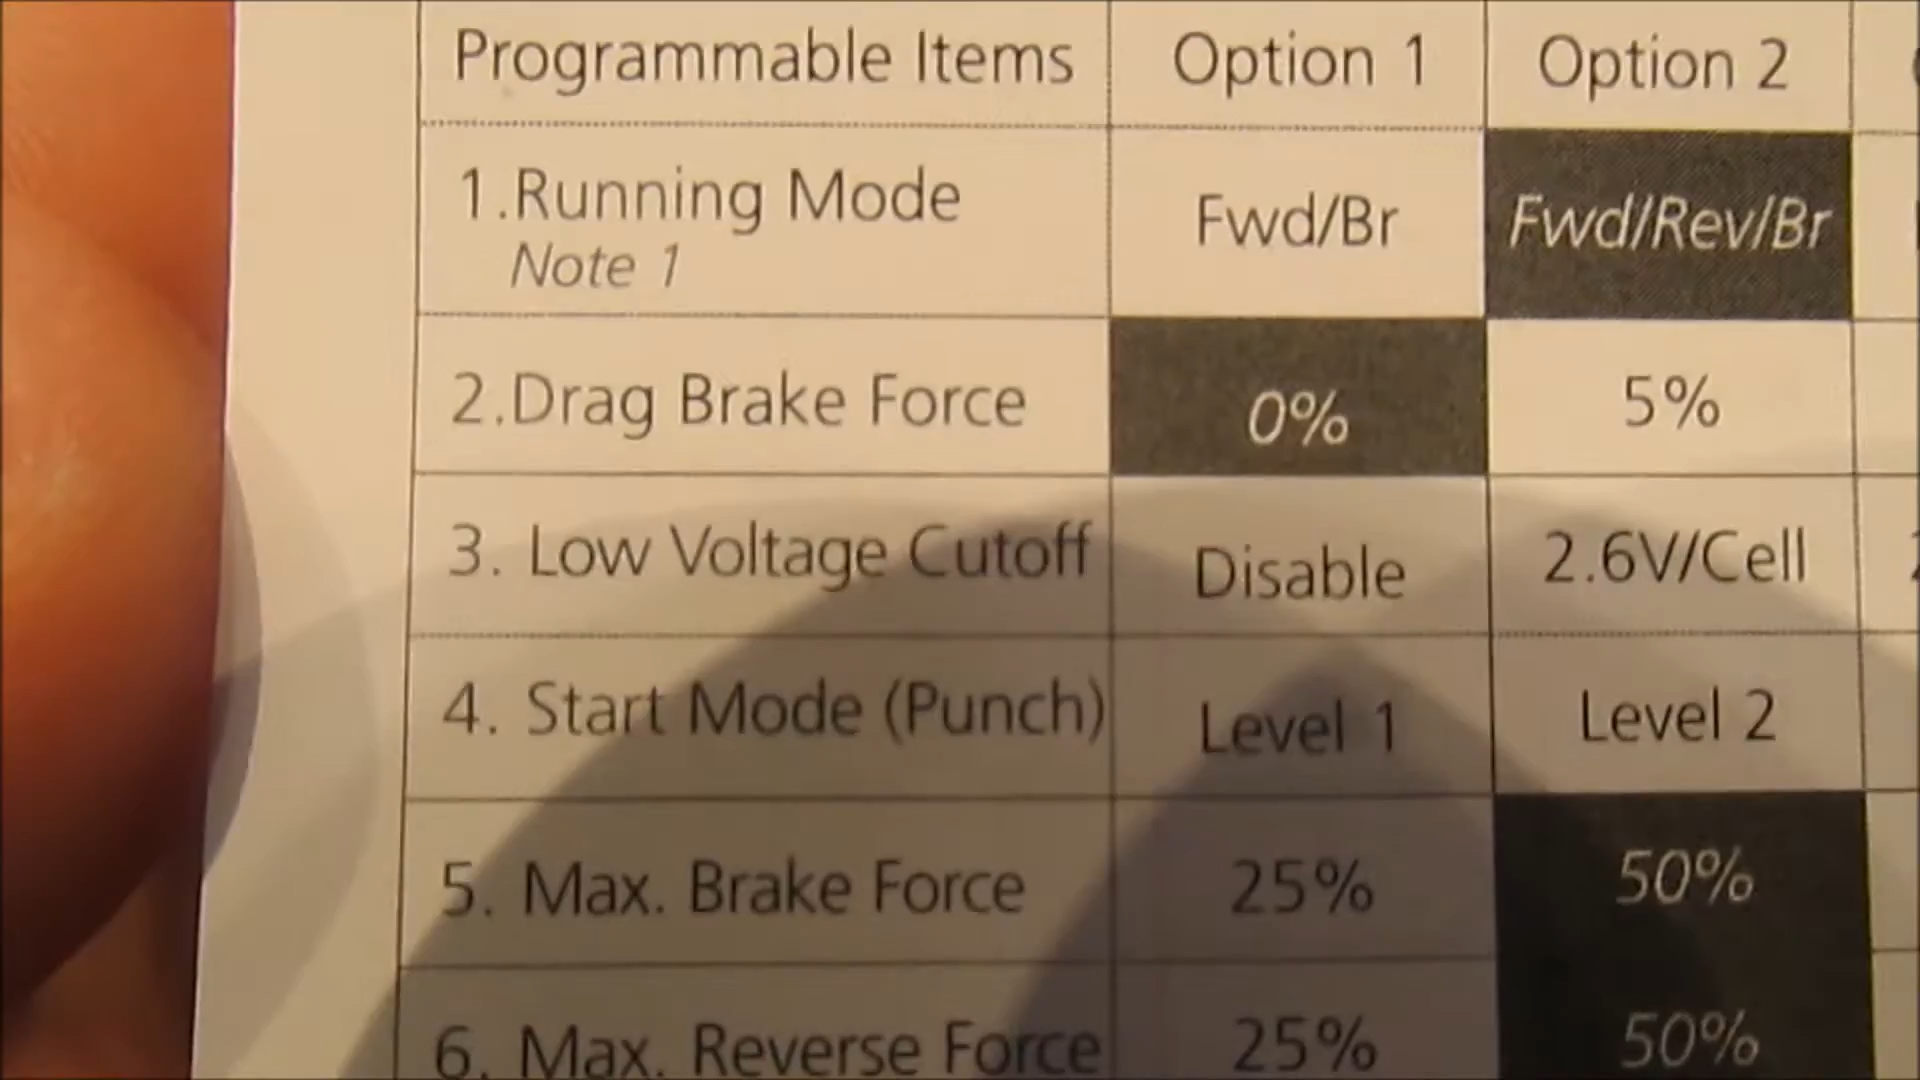 Programmable Items Option 1 Option 2
1.Running Mode Fwd/Br Fwd/Rev/Br
Note 1
2.Drag Brake Force 0% 5%
3. Low Voltage Cutoff Disable 2.6V/Cell
4. Start Mode (Punch) Level 1 Level 2
5. Max. Brake Force 25% 50%
6. Max. Reverse Force 25% 50%